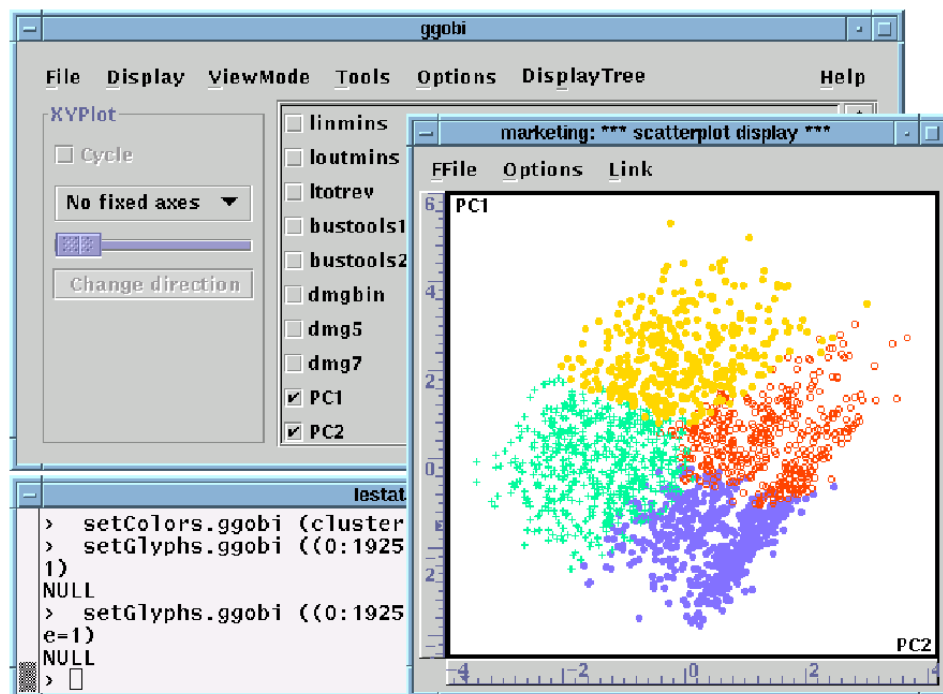 ggobi
File Display ViewMode Tools Options DisplayTree Help
XYPlot
Cycle
No fixed axes
Change direction
linmins
loutmins
ltotrev
bustools1
bustools2
dmgbin
dmg5
dmg7
PC1
PC2
marketing: *** scatterplot display ***
FFile Options Link
6
PC1
4
2
0
2
PC2
-4 -2 0 2 4
lestat
> setColors.ggobi (cluster
> setGlyphs.ggobi ((0:1925
1)
NULL
> setGlyphs.ggobi ((0:1925
e=1)
NULL
>